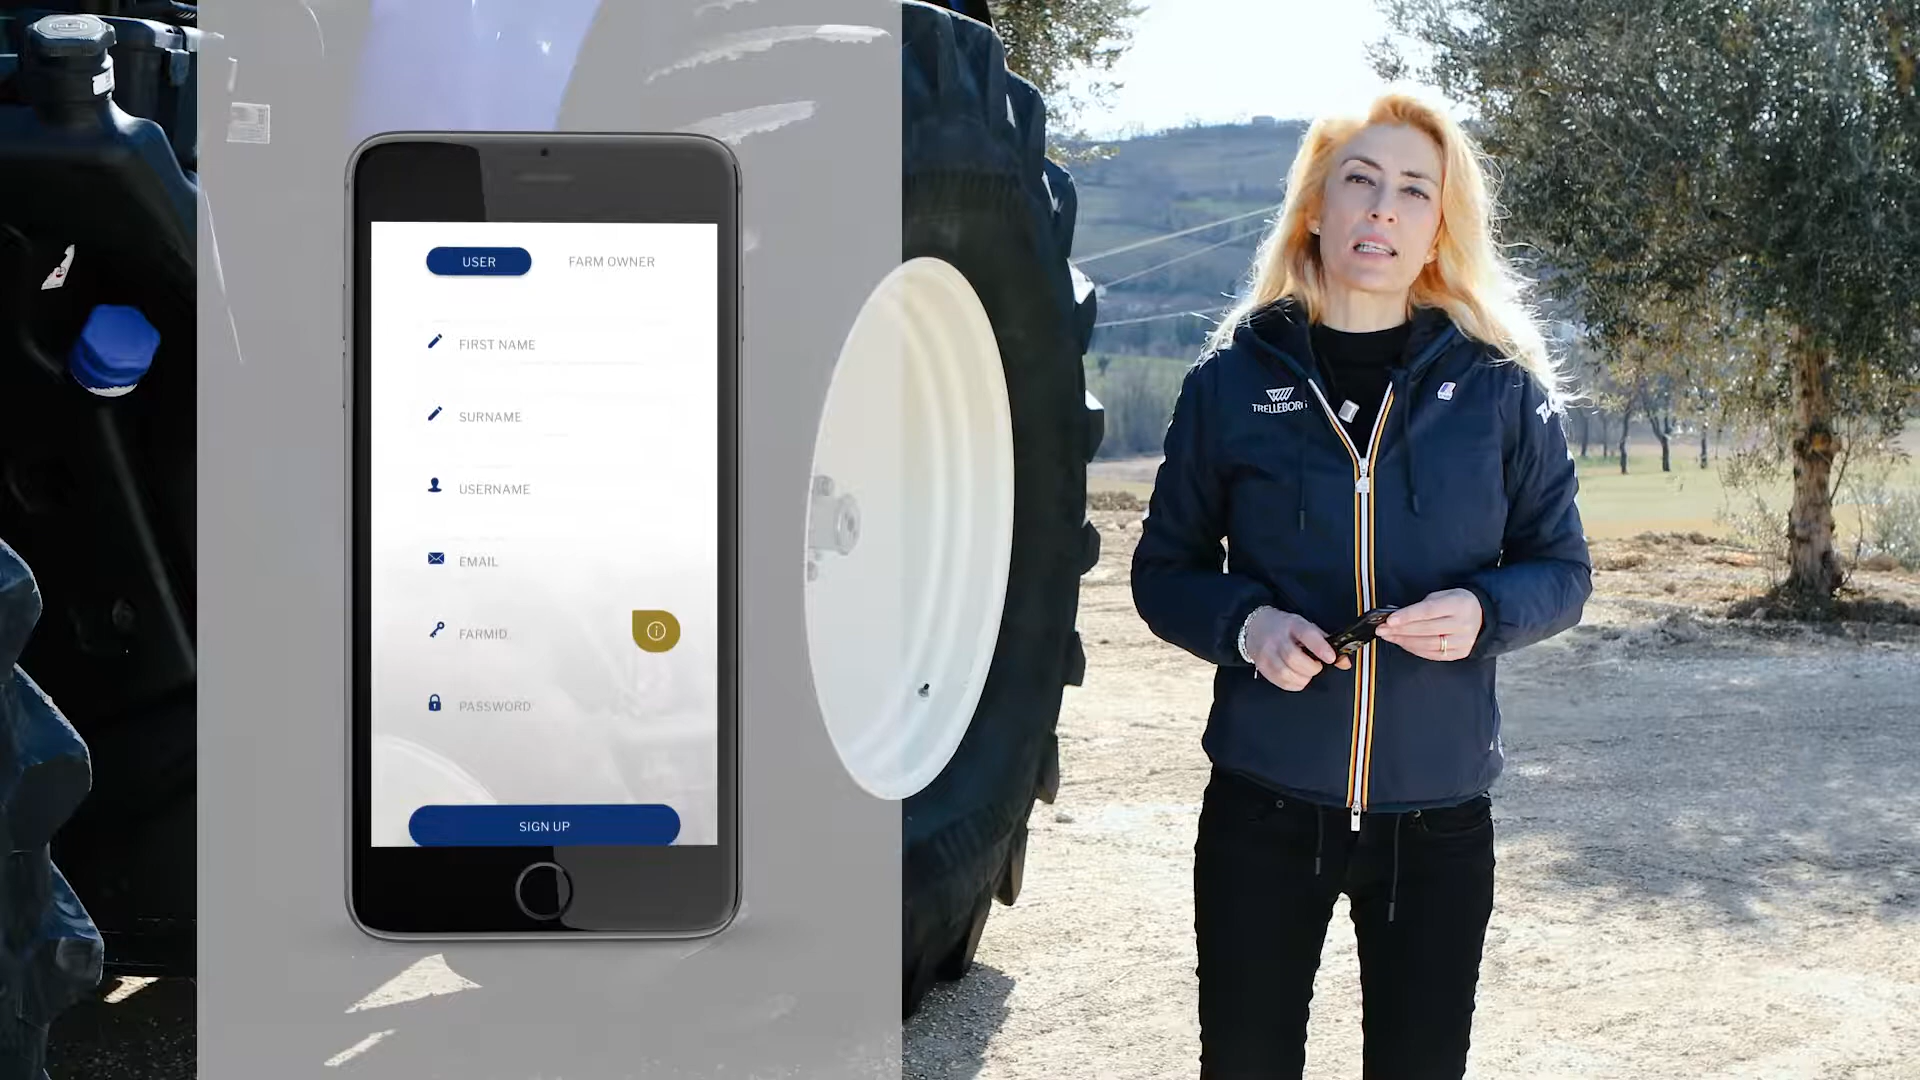 USER
FARM OWNER
FIRST NAME
SURNAME
USERNAME
EMAIL
FARMID
PASSWORD
SIGN UP
TRELLEBORG